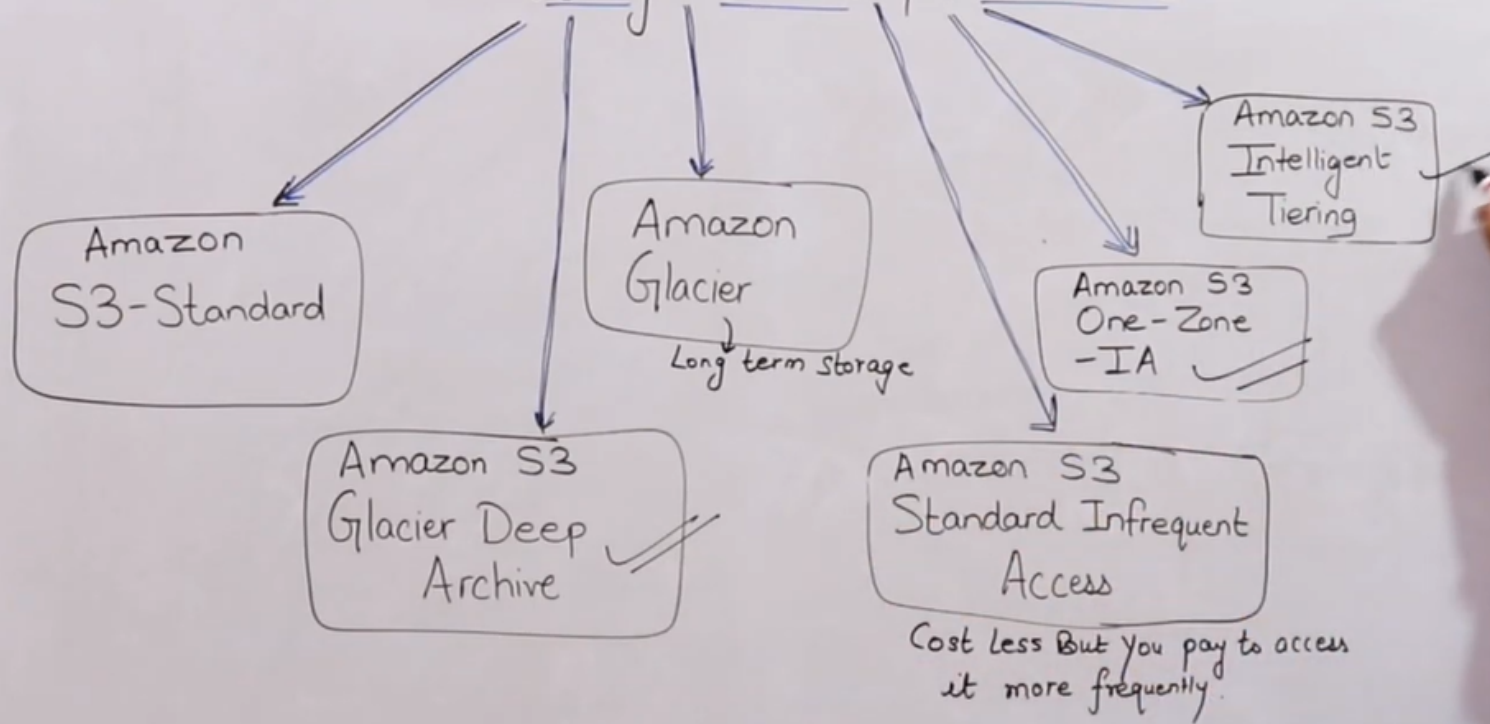 Amazon
S3-Standard
Amazon S3
Glacier Deep
Archive
Amazon
Glacier
Long term storage
Amazon S3
Standard Infrequent
Access
Cost Less But you pay to access
it more frequently.
Amazon S3
One-Zone
-IA
Amazon S3
Intelligent
Tiering